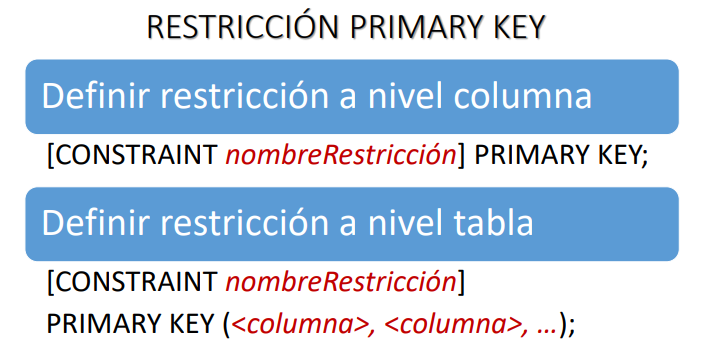 RESTRICCIÓN PRIMARY KEY
Definir restricción a nivel columna
[CONSTRAINT nombreRestricción] PRIMARY KEY;
Definir restricción a nivel tabla
[CONSTRAINT nombreRestricción]
PRIMARY KEY (<columna>, <columna>, …);